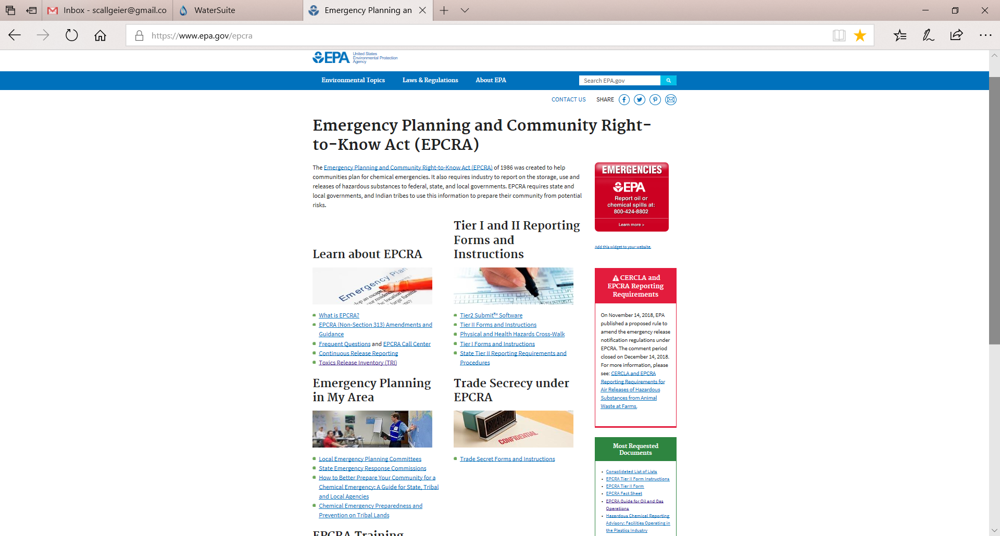 Inbox - scallgeier@gmail.co
WaterSuite
Emergency Planning an
https://www.epa.gov/epcra
EPA
United States
Environmental Protection
Agency
Environmental Topics
Laws & Regulations
About EPA
Search EPA.gov
CONTACT US
SHARE
Emergency Planning and Community Right-
to-Know Act (EPCRA)
The Emergency Planning and Community Right-to-Know Act (EPCRA) of 1986 was created to help
communities plan for chemical emergencies. It also requires industry to report on the storage, use and
releases of hazardous substances to federal, state, and local governments. EPCRA requires state and
local governments, and Indian tribes to use this information to prepare their community from potential
risks.
Learn about EPCRA
Emergency Plan
What is EPCRA?
EPCRA (Non-Section 313) Amendments and
Guidance
Frequent Questions and EPCRA Call Center
Continuous Release Reporting
Toxics Release Inventory (TRI)
Tier I and II Reporting
Forms and
Instructions
Tier2 Submit™ Software
Tier II Forms and Instructions
Physical and Health Hazards Cross-Walk
Tier I Forms and Instructions
State Tier II Reporting Requirements and
Procedures
Emergency Planning
in My Area
Local Emergency Planning Committees
State Emergency Response Commissions
How to Better Prepare Your Community for a
Chemical Emergency: A Guide for State, Tribal
and Local Agencies
Chemical Emergency Preparedness and
Prevention on Tribal Lands
Trade Secrecy under
EPCRA
CONFIDENTIAL
Trade Secret Forms and Instructions
EPCRA Training
EMERGENCIES
EPA
Report oil or
chemical spills at:
800-424-8802
Learn more >
Add this widget to your website.
CERCLA and
EPCRA Reporting
Requirements
On November 14, 2018, EPA
published a proposed rule to
amend the emergency release
notification regulations under
EPCRA. The comment period
closed on December 14, 2018.
For more information, please
see: CERCLA and EPCRA
Reporting Requirements for
Air Releases of Hazardous
Substances from Animal
Waste at Farms.
Most Requested
Documents
Consolidated List of Lists
EPCRA Tier II Form Instructions
EPCRA Tier II Form
EPCRA Fact Sheet
EPCRA Guide for Oil and Gas
Operations
Hazardous Chemical Reporting
Advisory: Facilities Operating in
the Plastics Industry